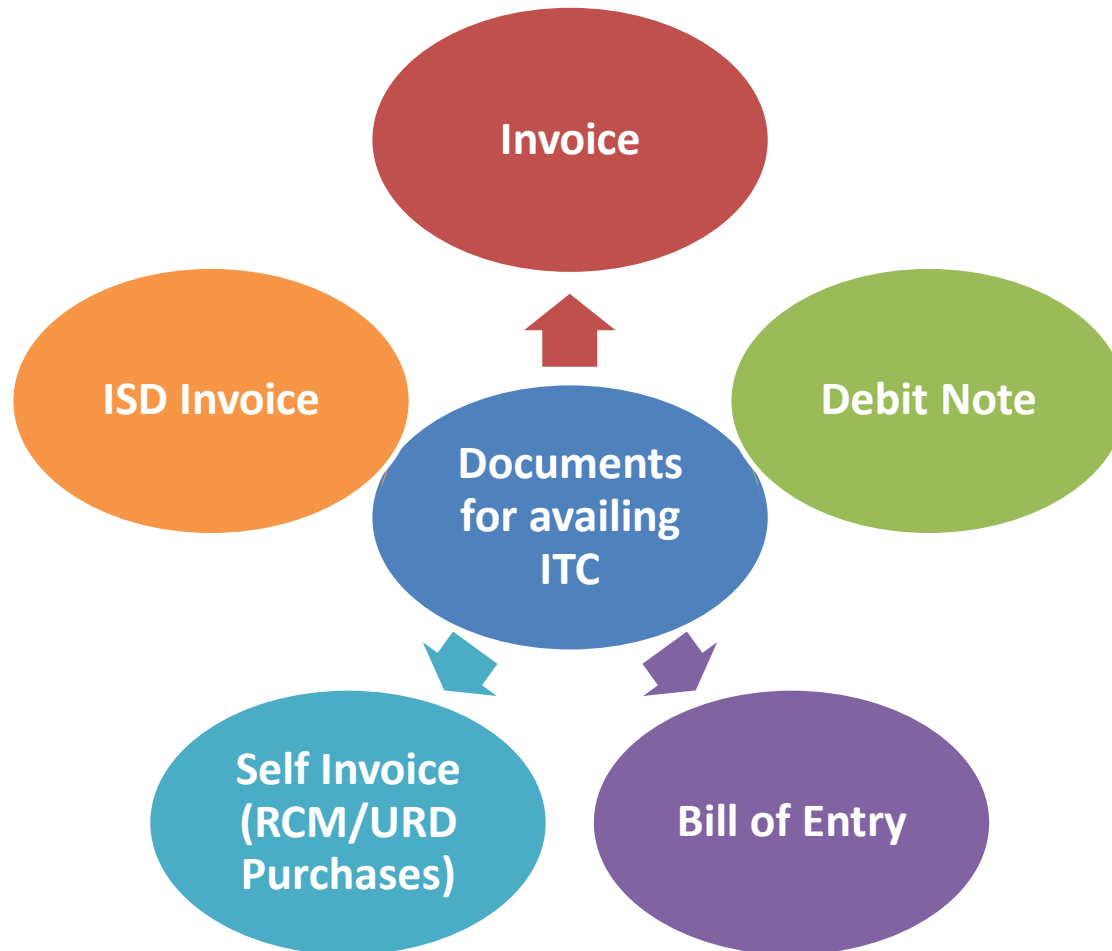 Invoice
ISD Invoice
Debit Note
Documents
for availing
ITC
Self Invoice
(RCM/URD
Purchases)
Bill of Entry